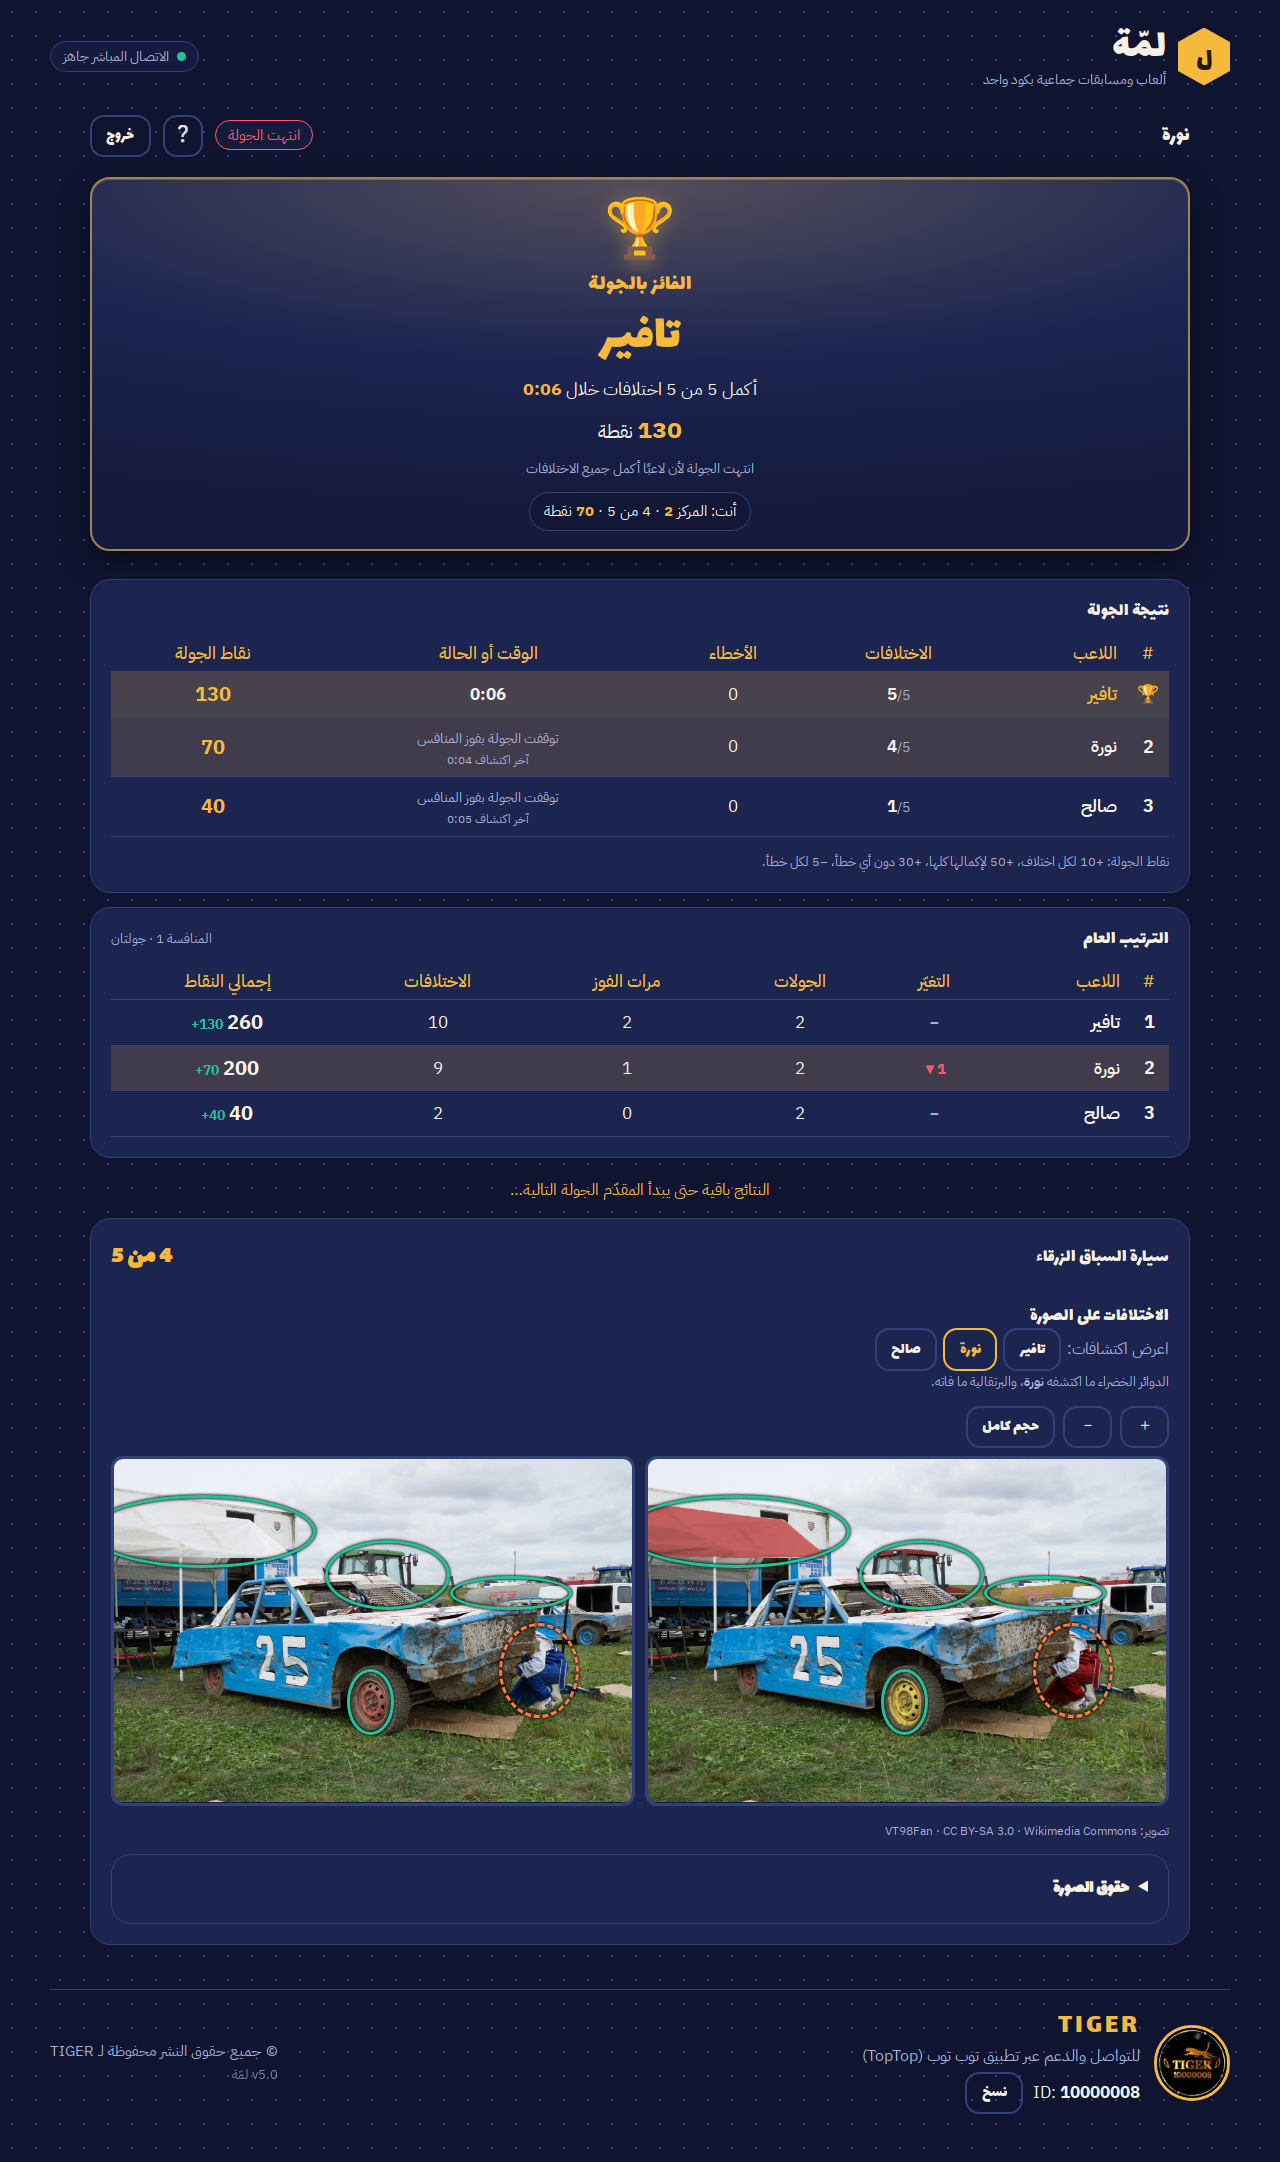 ل
لمّة
ألعاب ومسابقات جماعية بكود واحد
الاتصال المباشر جاهز
نورة
انتهت الجولة
?
خروج
الفائز بالجولة
تافير
أكمل 5 من 5 اختلافات خلال 0:06
130 نقطة
انتهت الجولة لأن لاعبًا أكمل جميع الاختلافات
أنت: المركز 2 · 4 من 5 · 70 نقطة
نتيجة الجولة
# اللاعب الاختلافات الأخطاء الوقت أو الحالة نقاط الجولة
تافير 5/5 0 0:06 130
2 نورة 4/5 0 توقفت الجولة بفوز المنافس 70
آخر اكتشاف 0:04
3 صالح 1/5 0 توقفت الجولة بفوز المنافس 40
آخر اكتشاف 0:05
نقاط الجولة: +10 لكل اختلاف، +50 لإكمالها كلها، +30 دون أي خطأ، −5 لكل خطأ.
الترتيب العام
المنافسة 1 · جولتان
# اللاعب التغيّر الجولات مرات الفوز الاختلافات إجمالي النقاط
1 تافير – 2 2 10 260 +130
2 نورة ▼1 2 1 9 200 +70
3 صالح – 2 0 2 40 +40
النتائج باقية حتى يبدأ المقدّم الجولة التالية...
سيارة السباق الزرقاء
4 من 5
الاختلافات على الصورة
اعرض اكتشافات: تافير نورة صالح
الدوائر الخضراء ما اكتشفه نورة، والبرتقالية ما فاته.
+ − حجم كامل
25
25
تصوير: VT98Fan · CC BY-SA 3.0 · Wikimedia Commons
◀ حقوق الصورة
TIGER
10000008
TIGER
للتواصل والدعم عبر تطبيق توب توب (TopTop)
ID: 10000008
نسخ
© جميع حقوق النشر محفوظة لـ TIGER
لمّة v5.0